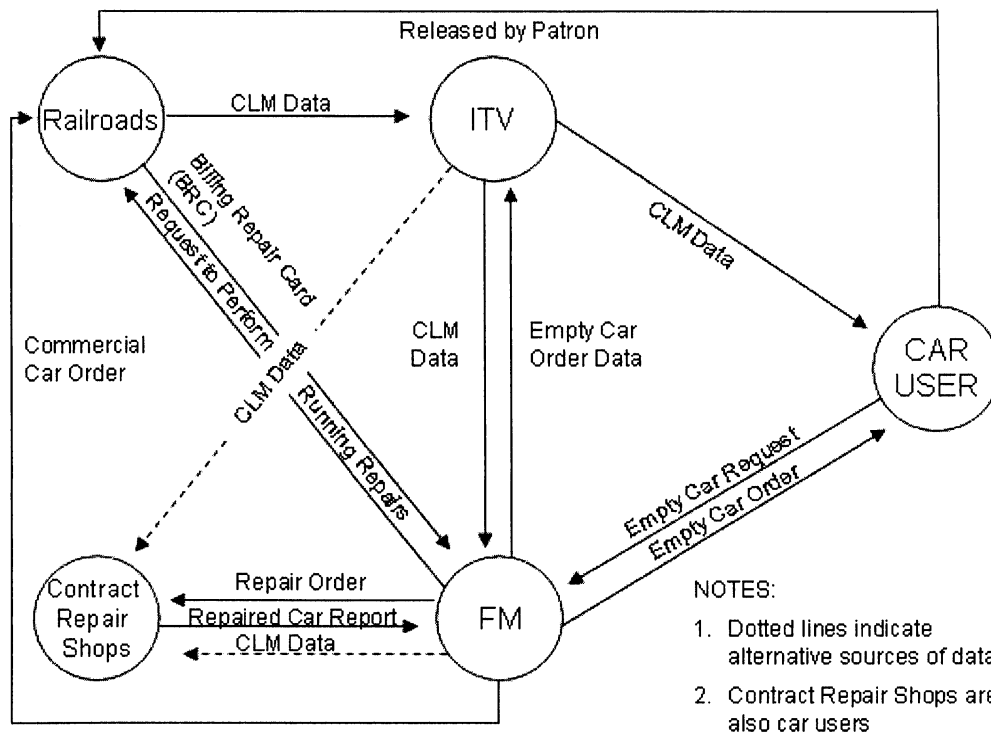 Released by Patron
Railroads
CLM Data
ITV
Billing Repair Card
(BRC)
Request to Perform
Running Repairs
CLM Data
CLM Data
Commercial
Car Order
CLM
Data
Empty Car
Order Data
CAR
USER
Empty Car Request
Empty Car Order
Contract
Repair
Shops
Repair Order
Repaired Car Report
CLM Data
FM
NOTES:
1. Dotted lines indicate
alternative sources of data
2. Contract Repair Shops are
also car users